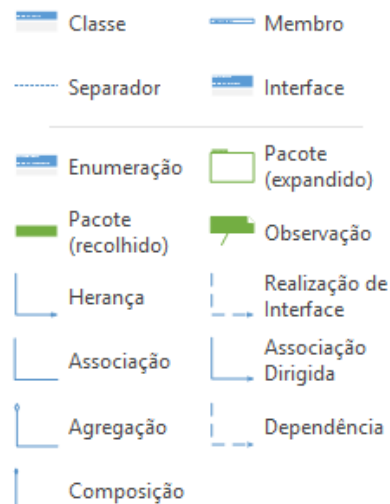 Classe
Membro
Separador
Interface
Enumeração
Pacote
(expandido)
Pacote
(recolhido)
Observação
Herança
Realização de
Interface
Associação
Associação
Dirigida
Agregação
Dependência
Composição